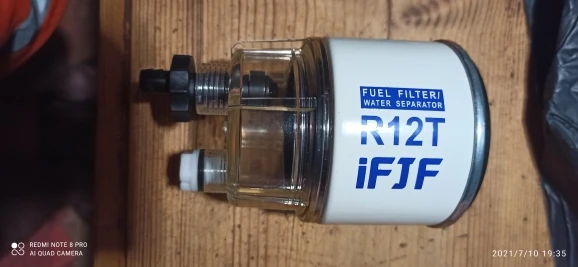 FUEL FILTER/
WATER SEPARATOR
R12T
iFJF
REDMI NOTE 8 PRO
AI QUAD CAMERA
2021/7/10 19:35